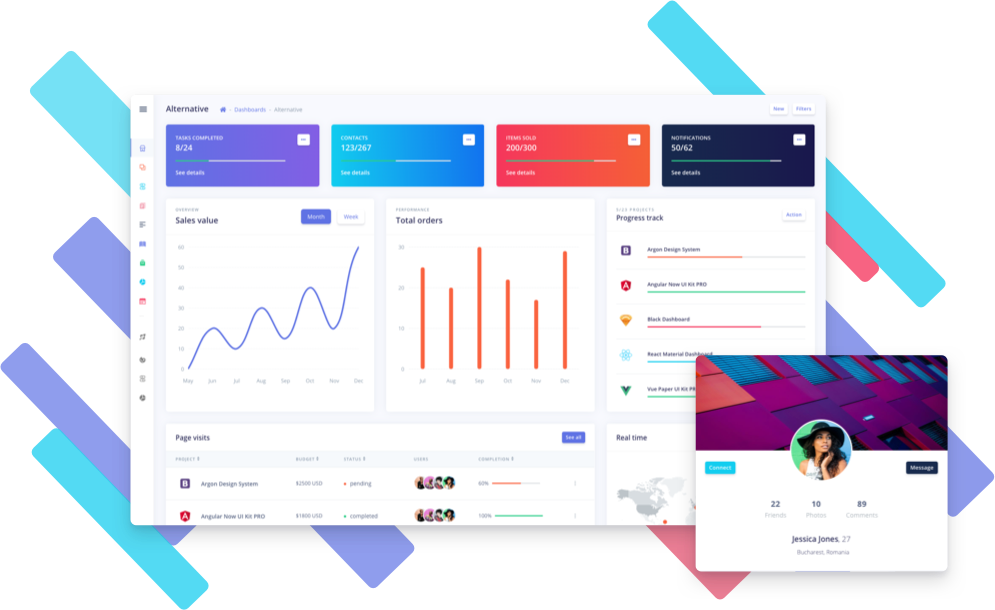 Alternative
- Dashboards - Alternative
New
Filters
TASKS COMPLETED
8/24
See details
CONTACTS
123/267
See details
ITEMS SOLD
200/300
See details
NOTIFICATIONS
50/62
See details
OVERVIEW
Sales value
Month
Week
60
50
40
30
20
10
0
May Jun Jul Aug Sep Oct Nov Dec
PERFORMANCE
Total orders
30
20
10
0
Jul Aug Sep Oct Nov Dec
5/23 PROJECTS
Progress track
Action
Argon Design System
Angular Now UI Kit PRO
Black Dashboard
React Material Dashboard
Vue Paper UI Kit
Page visits
See all
PROJECT BUDGET STATUS USERS COMPLETION
Argon Design System $2500 USD pending 60%
Angular Now UI Kit PRO $1800 USD completed 100%
Real time
Connect
Message
22 10 89
Friends Photos Comments
Jessica Jones, 27
Bucharest, Romania